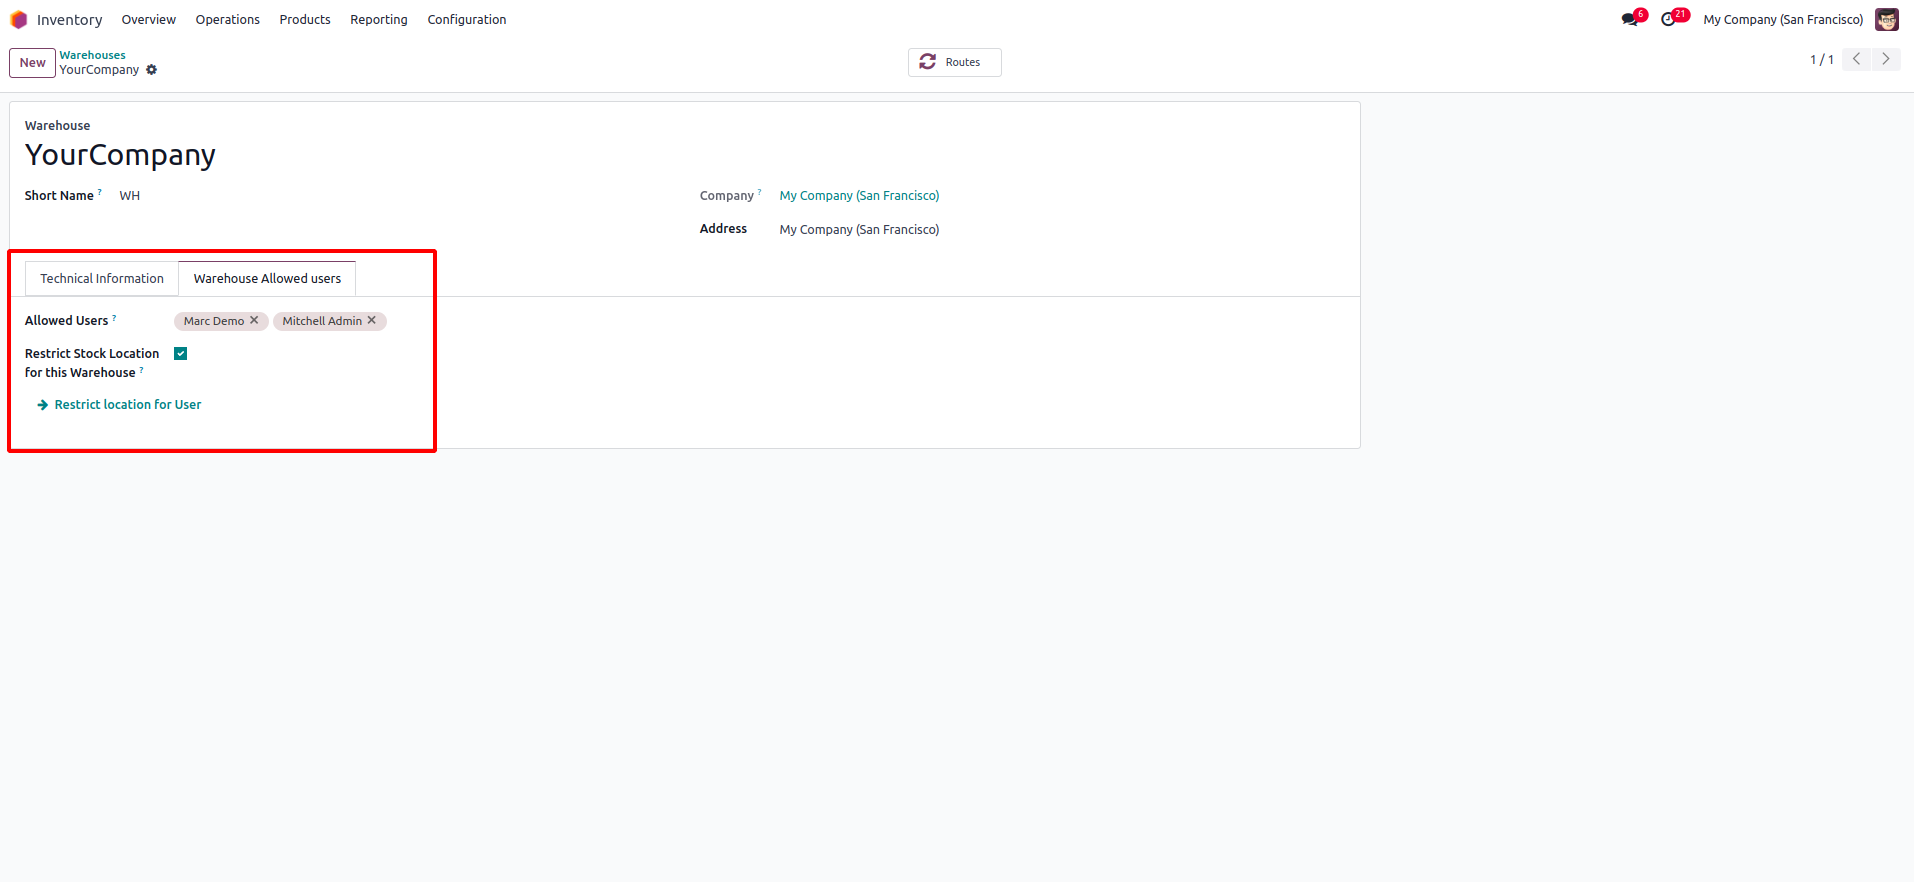 Inventory Overview Operations Products Reporting Configuration 6 21 My Company (San Francisco)
New Warehouses
YourCompany
Routes
1 / 1
Warehouse
YourCompany
Short Name ? WH
Company ? My Company (San Francisco)
Address My Company (San Francisco)
Technical Information Warehouse Allowed users
Allowed Users ? Marc Demo ✕ Mitchell Admin ✕
Restrict Stock Location
for this Warehouse ?
Restrict location for User